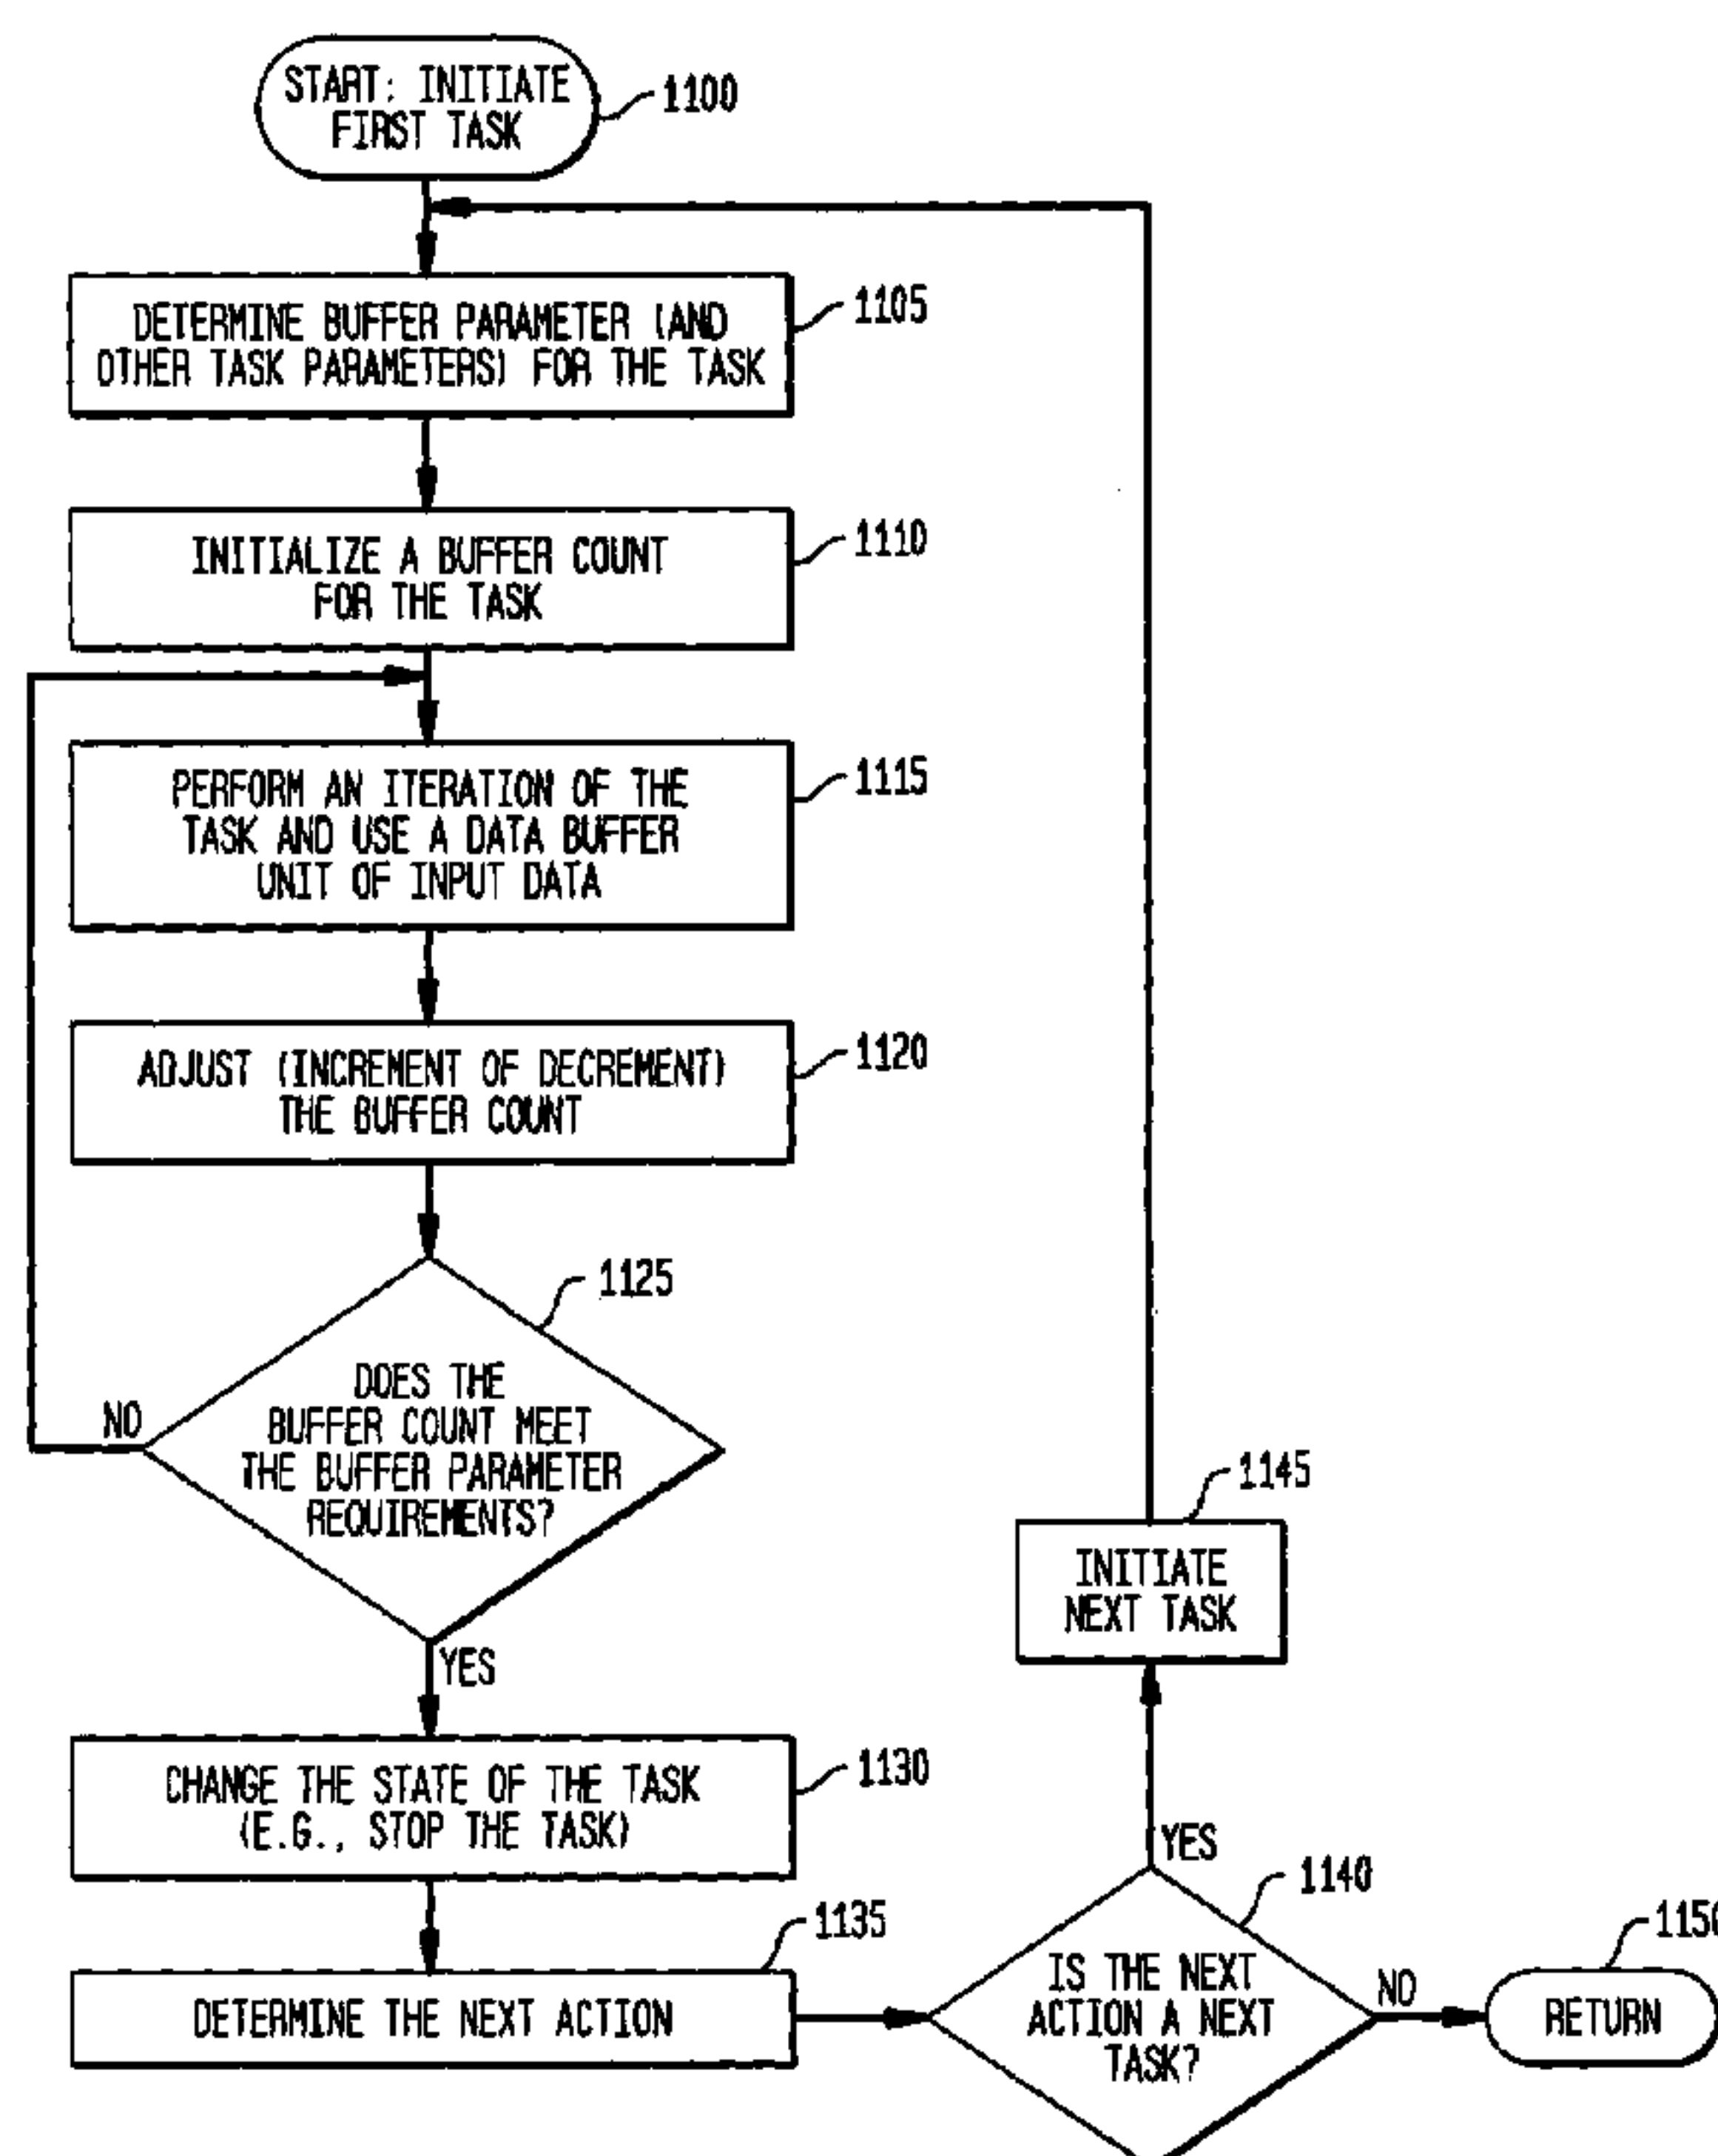 START: INITIATE
FIRST TASK
1100
DETERMINE BUFFER PARAMETER (AND
OTHER TASK PARAMETERS) FOR THE TASK
1105
INITIALIZE A BUFFER COUNT
FOR THE TASK
1110
PERFORM AN ITERATION OF THE
TASK AND USE A DATA BUFFER
UNIT OF INPUT DATA
1115
ADJUST (INCREMENT OF DECREMENT)
THE BUFFER COUNT
1120
1125
DOES THE
BUFFER COUNT MEET
THE BUFFER PARAMETER
REQUIREMENTS?
NO
YES
CHANGE THE STATE OF THE TASK
(E.G., STOP THE TASK)
1130
1135
DETERMINE THE NEXT ACTION
1140
IS THE NEXT
ACTION A NEXT
TASK?
YES
1145
INITIATE
NEXT TASK
NO
1150
RETURN